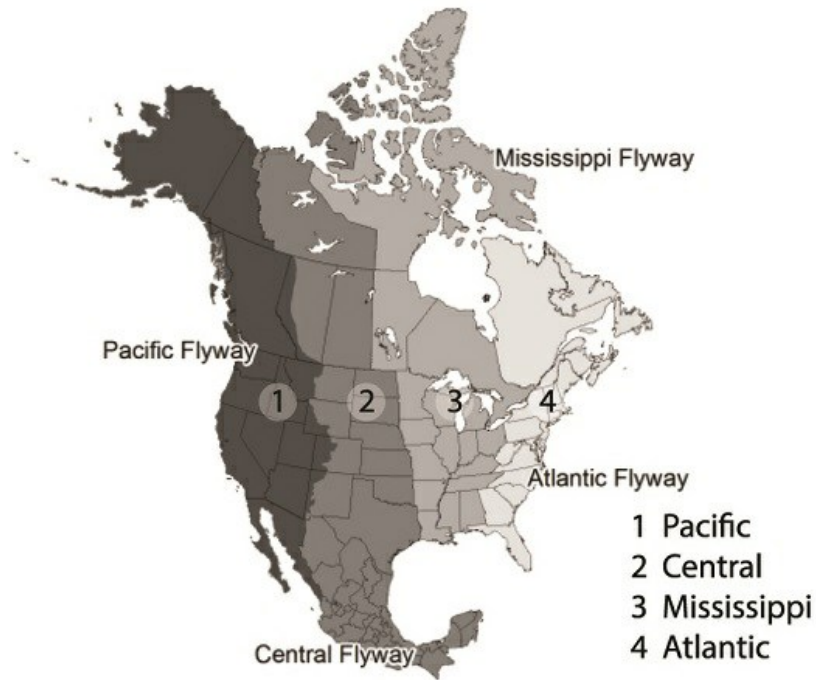 Mississippi Flyway
Pacific Flyway
1
2
3
4
Atlantic Flyway
1 Pacific
2 Central
3 Mississippi
4 Atlantic
Central Flyway